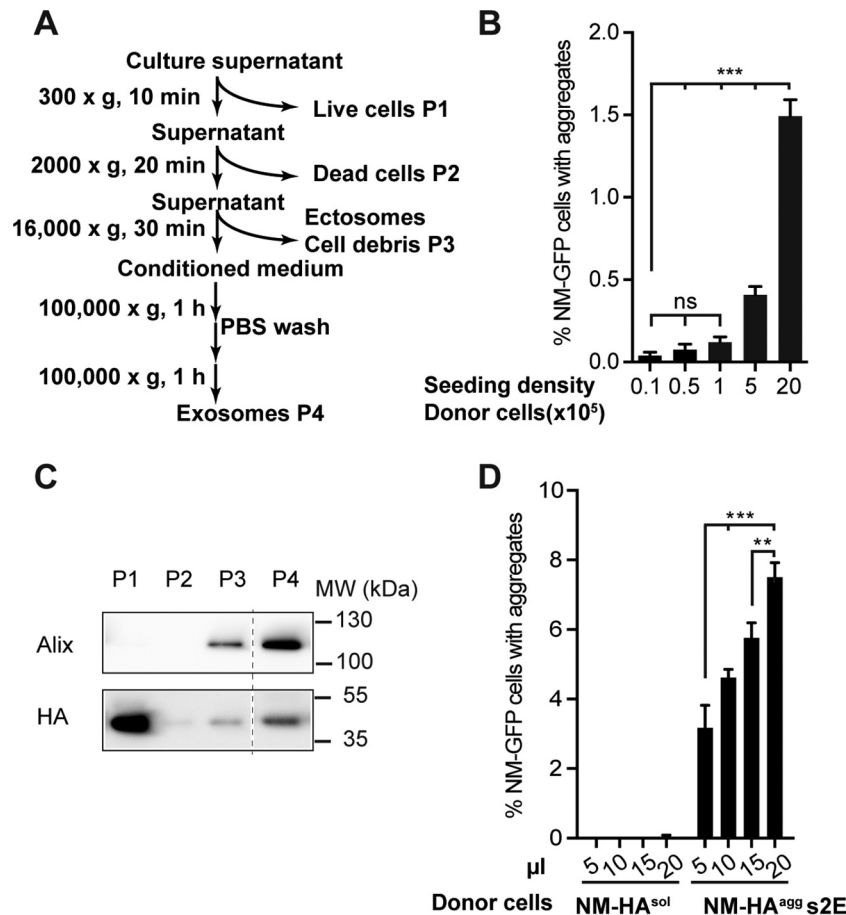 A
Culture supernatant
300 x g, 10 min
Live cells P1
Supernatant
2000 x g, 20 min
Dead cells P2
Supernatant
16,000 x g, 30 min
Ectosomes
Cell debris P3
Conditioned medium
100,000 x g, 1 h
PBS wash
100,000 x g, 1 h
Exosomes P4
B
% NM-GFP cells with aggregates
2.0
1.5
1.0
0.5
0.0
***
ns
Seeding density 0.1 0.5 1 5 20
Donor cells(x10⁵)
C
P1 P2 P3 P4 MW (kDa)
Alix
130
100
HA
55
35
D
% NM-GFP cells with aggregates
10
8
6
4
2
0
***
**
µl 5 10 15 20 5 10 15 20
Donor cells NM-HAˢᵒˡ NM-HAᵃᵍᵍ s2E